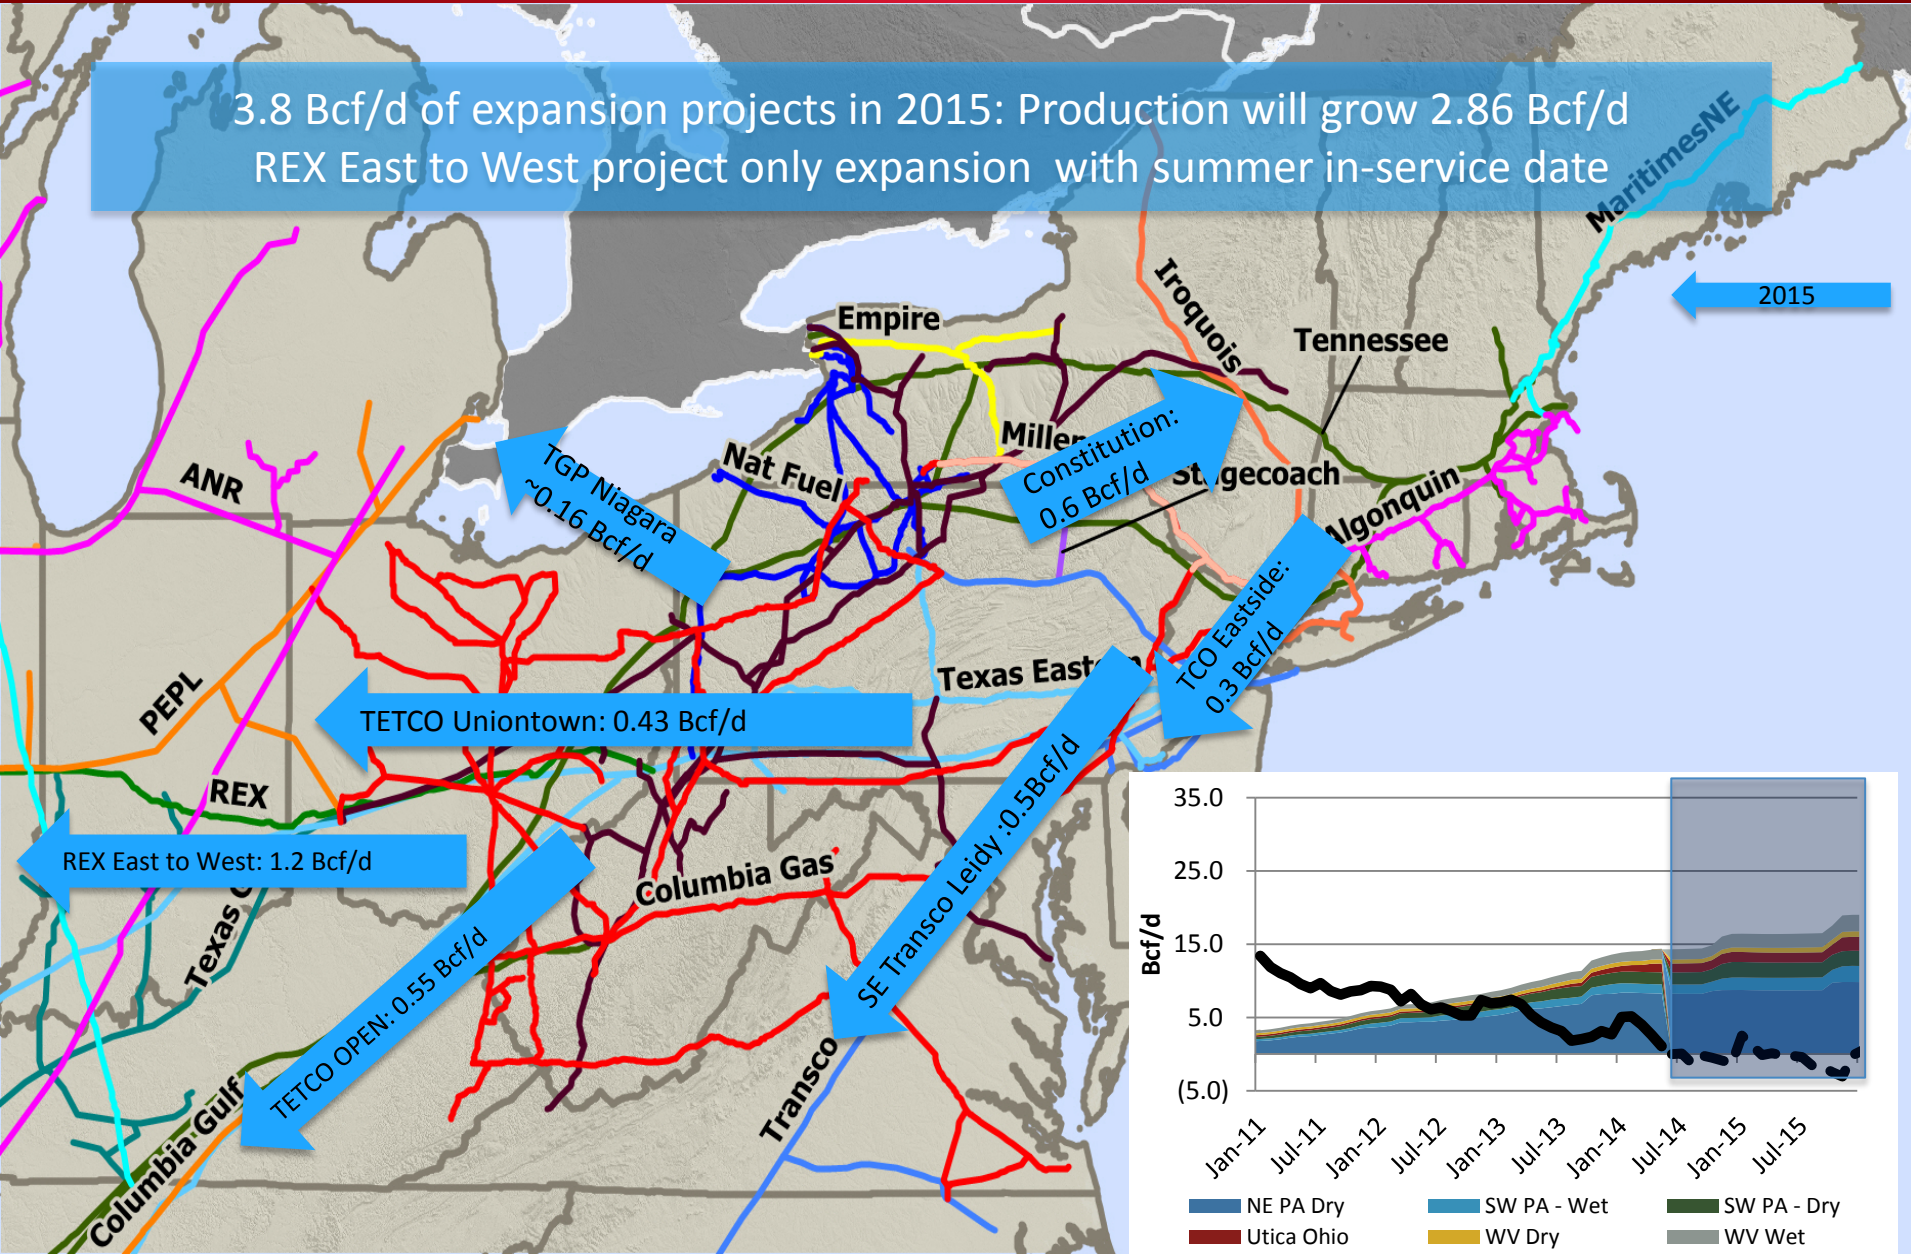 3.8 Bcf/d of expansion projects in 2015: Production will grow 2.86 Bcf/d
REX East to West project only expansion with summer in-service date
MaritimesNE
2015
Iroquois
Empire
Tennessee
Constitution:
0.6 Bcf/d
TGP Niagara
~0.16 Bcf/d
Nat Fuel
ANR
Algonquin
TCO Eastside:
0.3 Bcf/d
Texas Eastern
PEPL
TETCO Uniontown: 0.43 Bcf/d
REX
REX East to West: 1.2 Bcf/d
Columbia Gas
SE Transco Leidy :0.5Bcf/d
Texas
TETCO OPEN: 0.55 Bcf/d
Transco
Columbia Gulf
35.0
25.0
15.0
5.0
(5.0)
Bcf/d
Jan-11
Jul-11
Jan-12
Jul-12
Jan-13
Jul-13
Jan-14
Jul-14
Jan-15
Jul-15
NE PA Dry
SW PA - Wet
SW PA - Dry
Utica Ohio
WV Dry
WV Wet